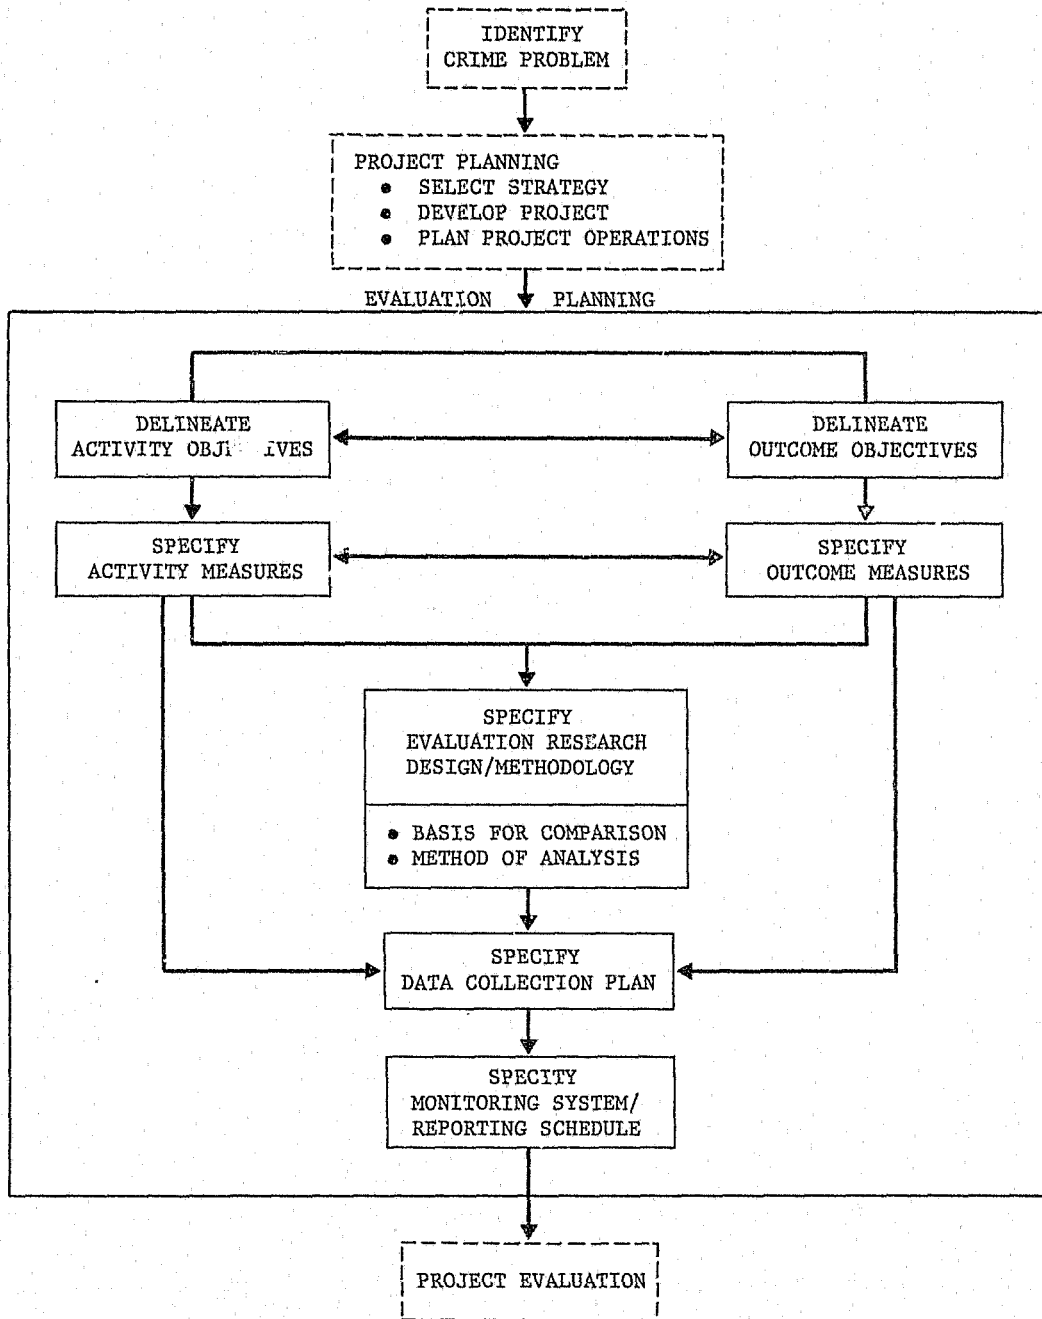 IDENTIFY
CRIME PROBLEM
PROJECT PLANNING
● SELECT STRATEGY
● DEVELOP PROJECT
● PLAN PROJECT OPERATIONS
EVALUATION PLANNING
DELINEATE
ACTIVITY
DELINEATE
OUTCOME OBJECTIVES
SPECIFY
ACTIVITY MEASURES
SPECIFY
OUTCOME MEASURES
SPECIFY
EVALUATION RESEARCH
DESIGN/METHODOLOGY
● BASIS FOR COMPARISON
● METHOD OF ANALYSIS
SPECIFY
DATA COLLECTION PLAN
SPECITY
MONITORING SYSTEM/
REPORTING SCHEDULE
PROJECT EVALUATION